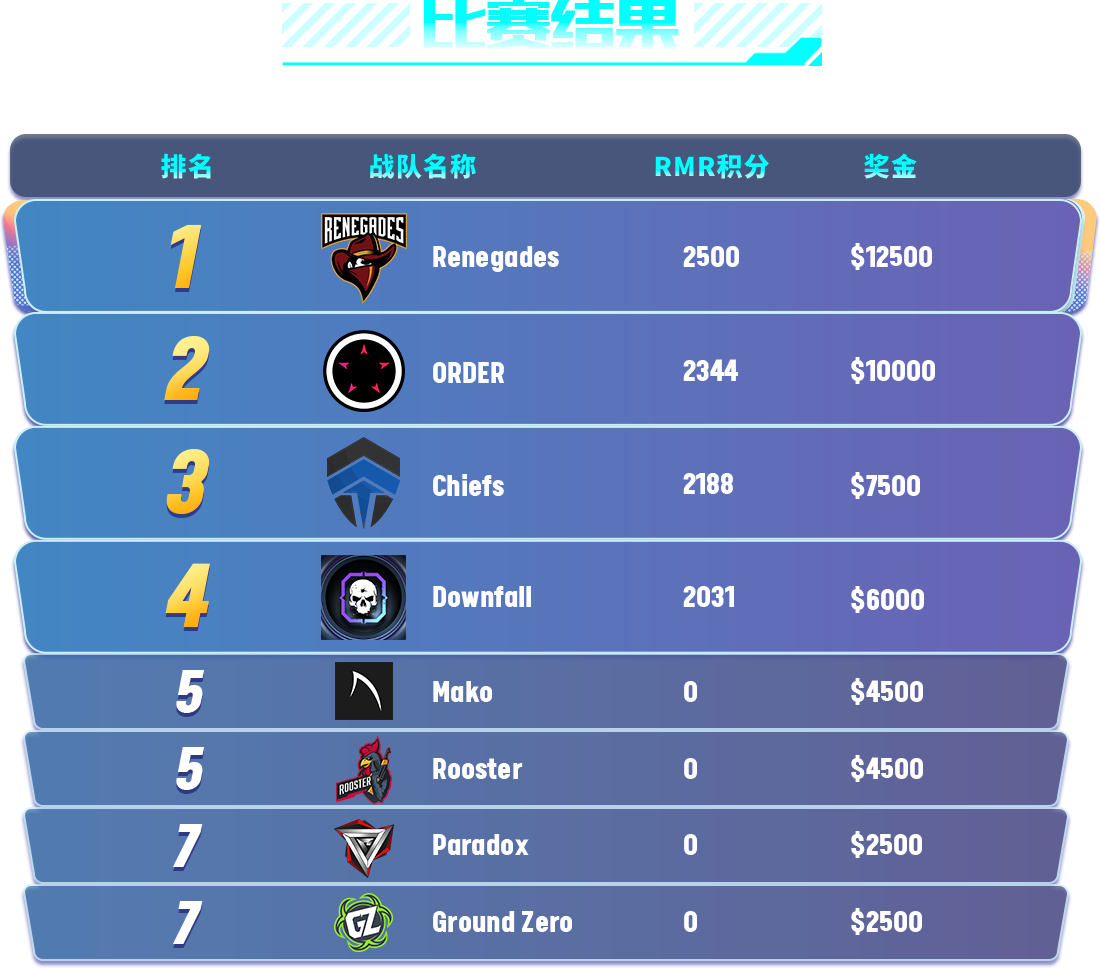 比赛结果
排名 战队名称 RMR积分 奖金
1 RENEGADES Renegades 2500 $12500
2 ORDER 2344 $10000
3 Chiefs 2188 $7500
4 Downfall 2031 $6000
5 Mako 0 $4500
5 ROOSTER Rooster 0 $4500
7 Paradox 0 $2500
7 GZ Ground Zero 0 $2500